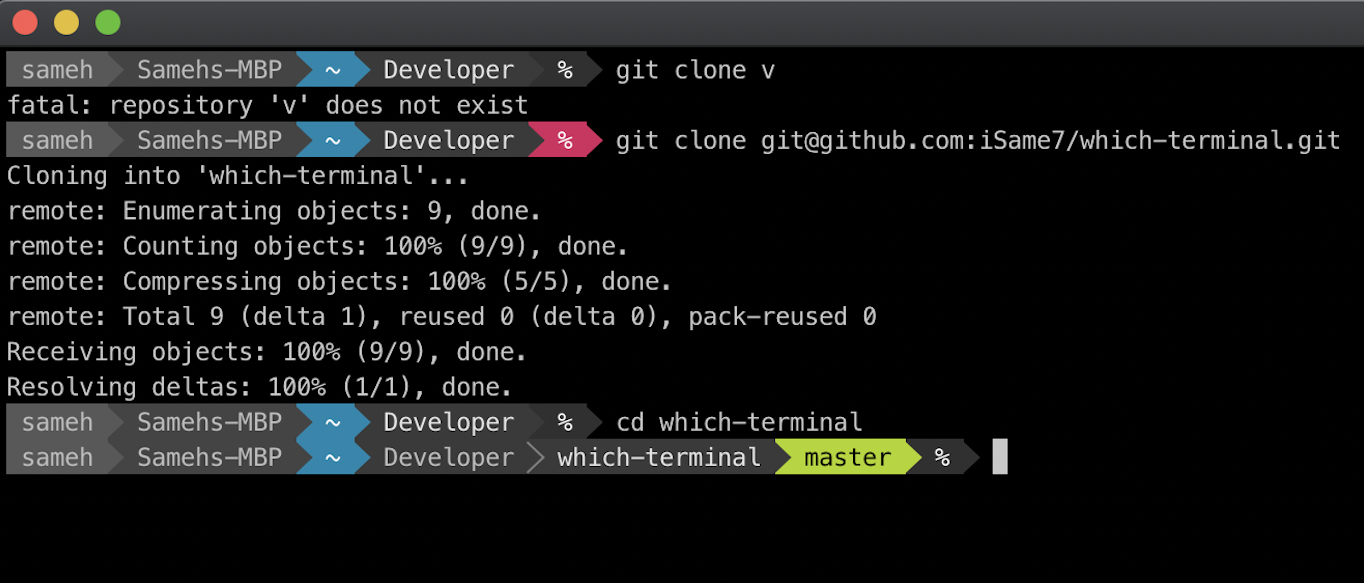 sameh Samehs-MBP ~ Developer % git clone v
fatal: repository 'v' does not exist
sameh Samehs-MBP ~ Developer % git clone git@github.com:iSame7/which-terminal.git
Cloning into 'which-terminal'...
remote: Enumerating objects: 9, done.
remote: Counting objects: 100% (9/9), done.
remote: Compressing objects: 100% (5/5), done.
remote: Total 9 (delta 1), reused 0 (delta 0), pack-reused 0
Receiving objects: 100% (9/9), done.
Resolving deltas: 100% (1/1), done.
sameh Samehs-MBP ~ Developer % cd which-terminal
sameh Samehs-MBP ~ Developer which-terminal master %